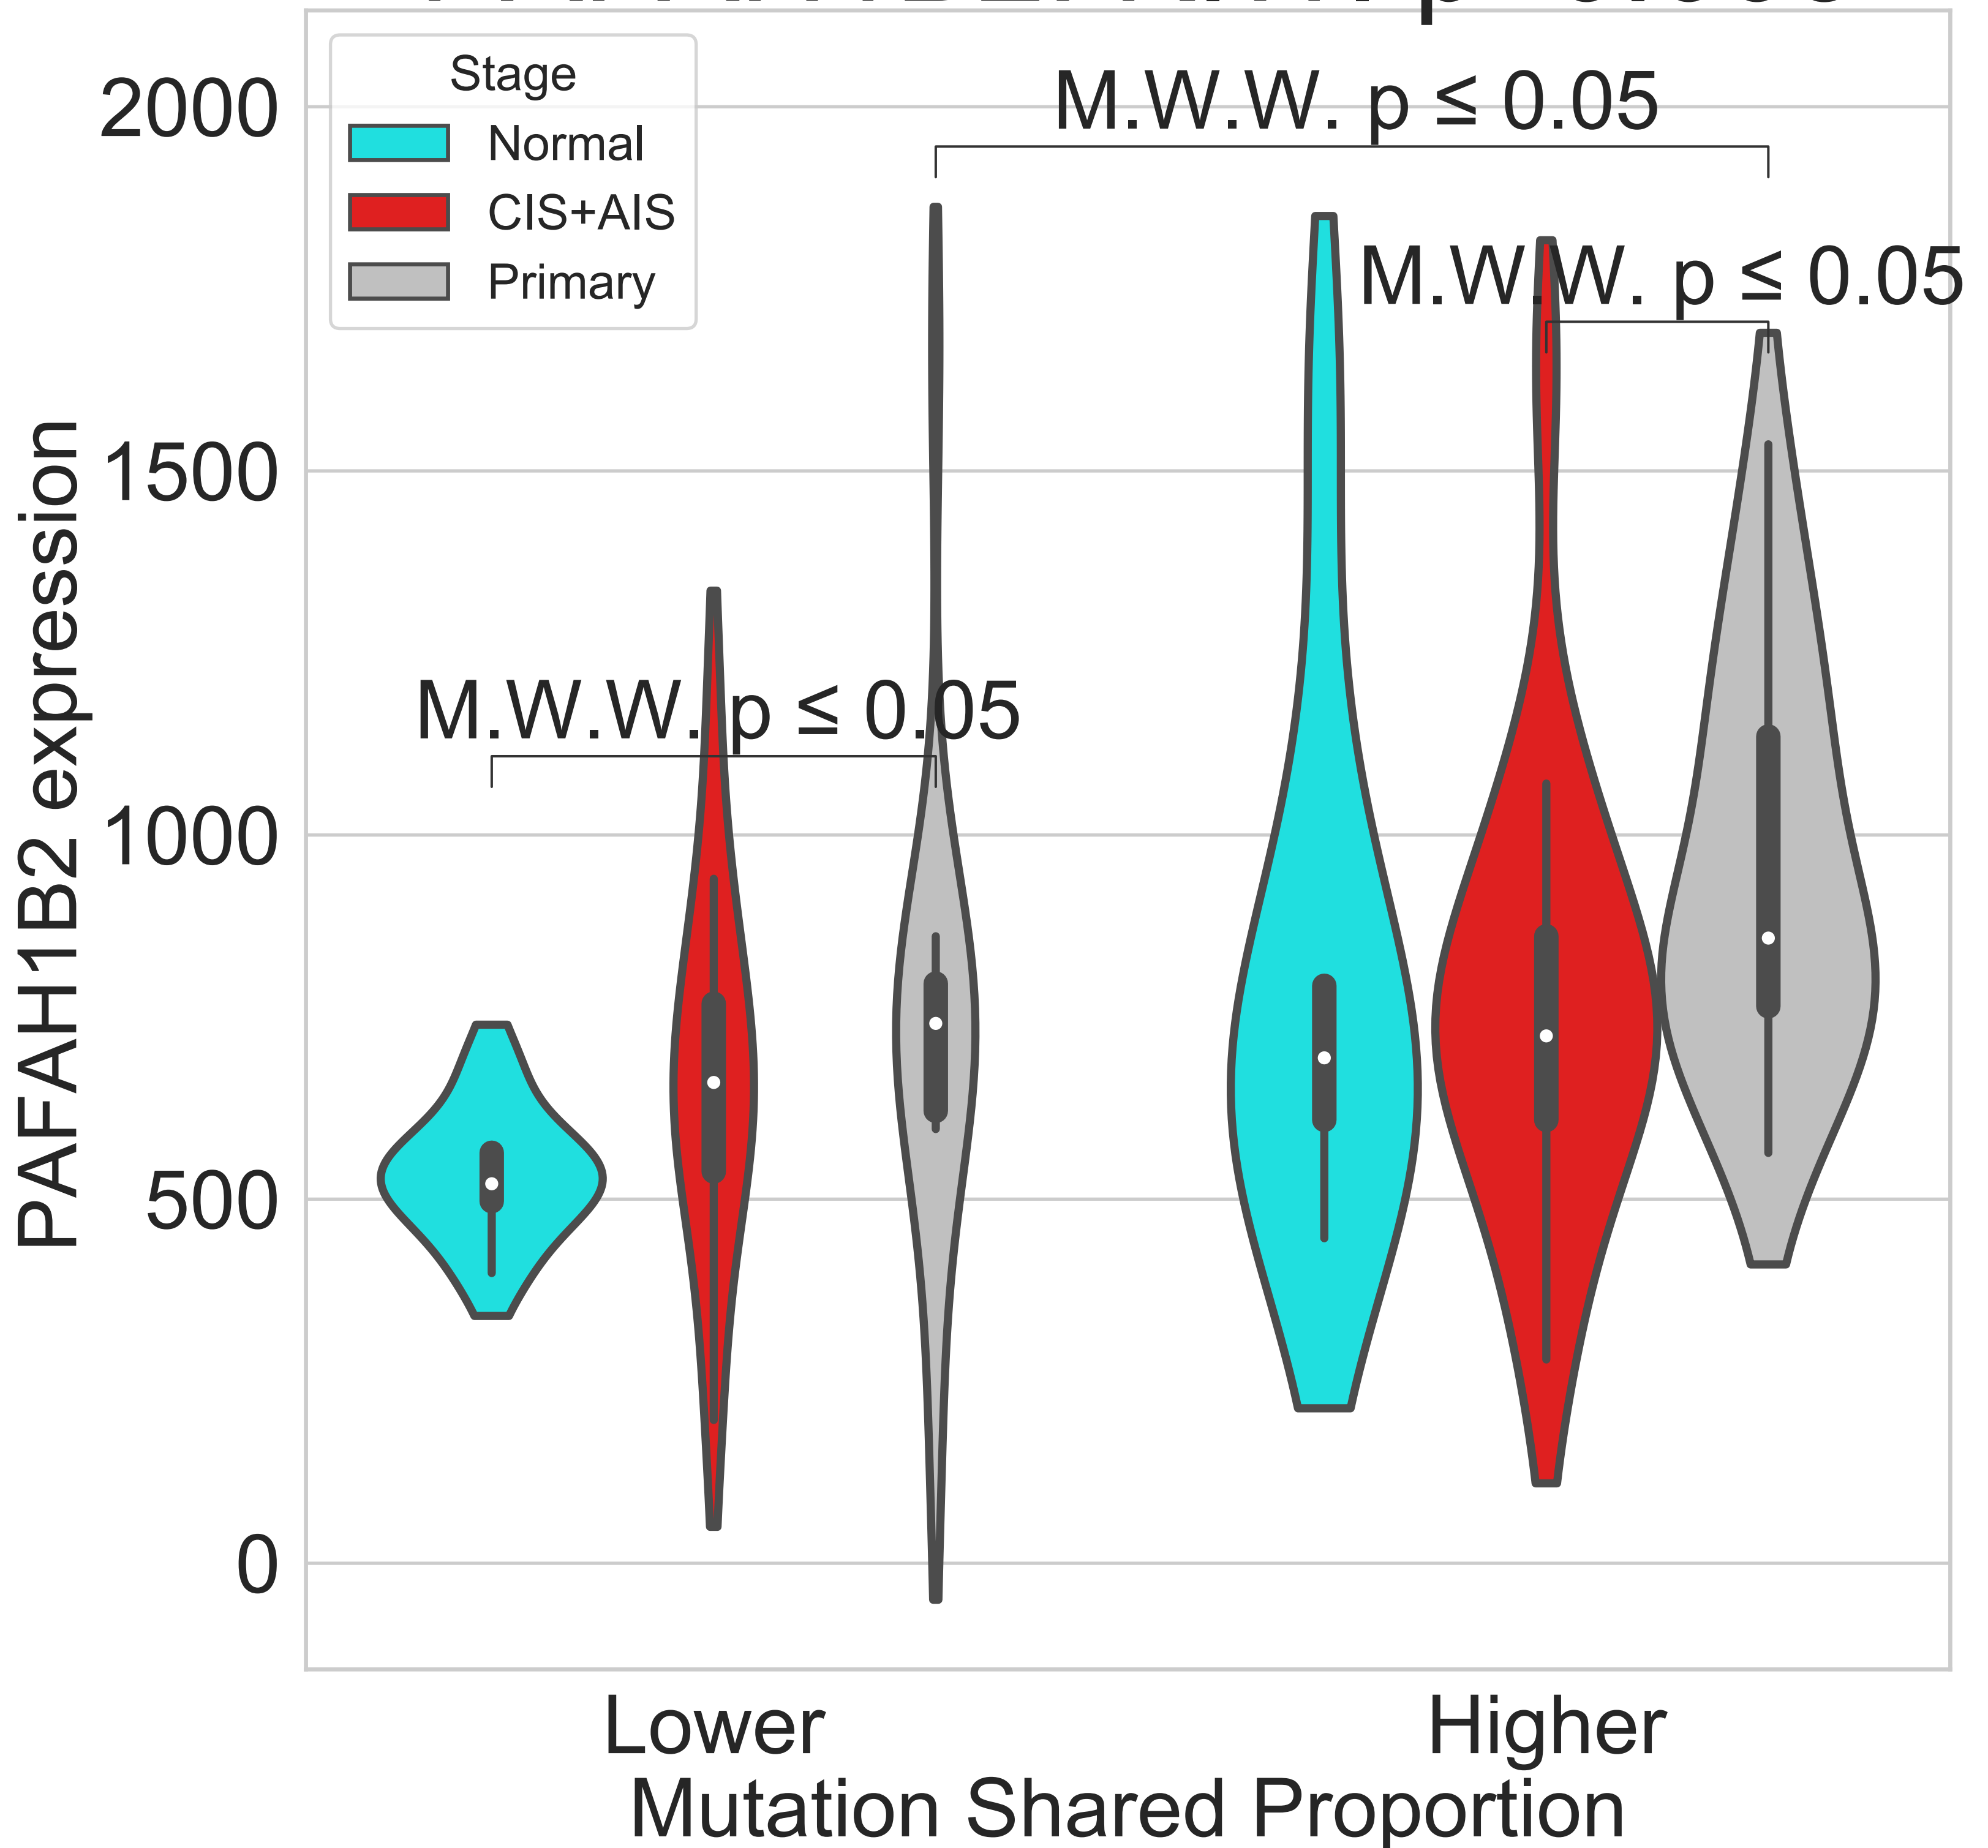 2000
1500
1000
500
0
PAFAH1B2 expression
Stage
Normal
CIS+AIS
Primary
M.W.W. p ≤ 0.05
M.W.W. p ≤ 0.05
M.W.W. p ≤ 0.05
Lower
Higher
Mutation Shared Proportion